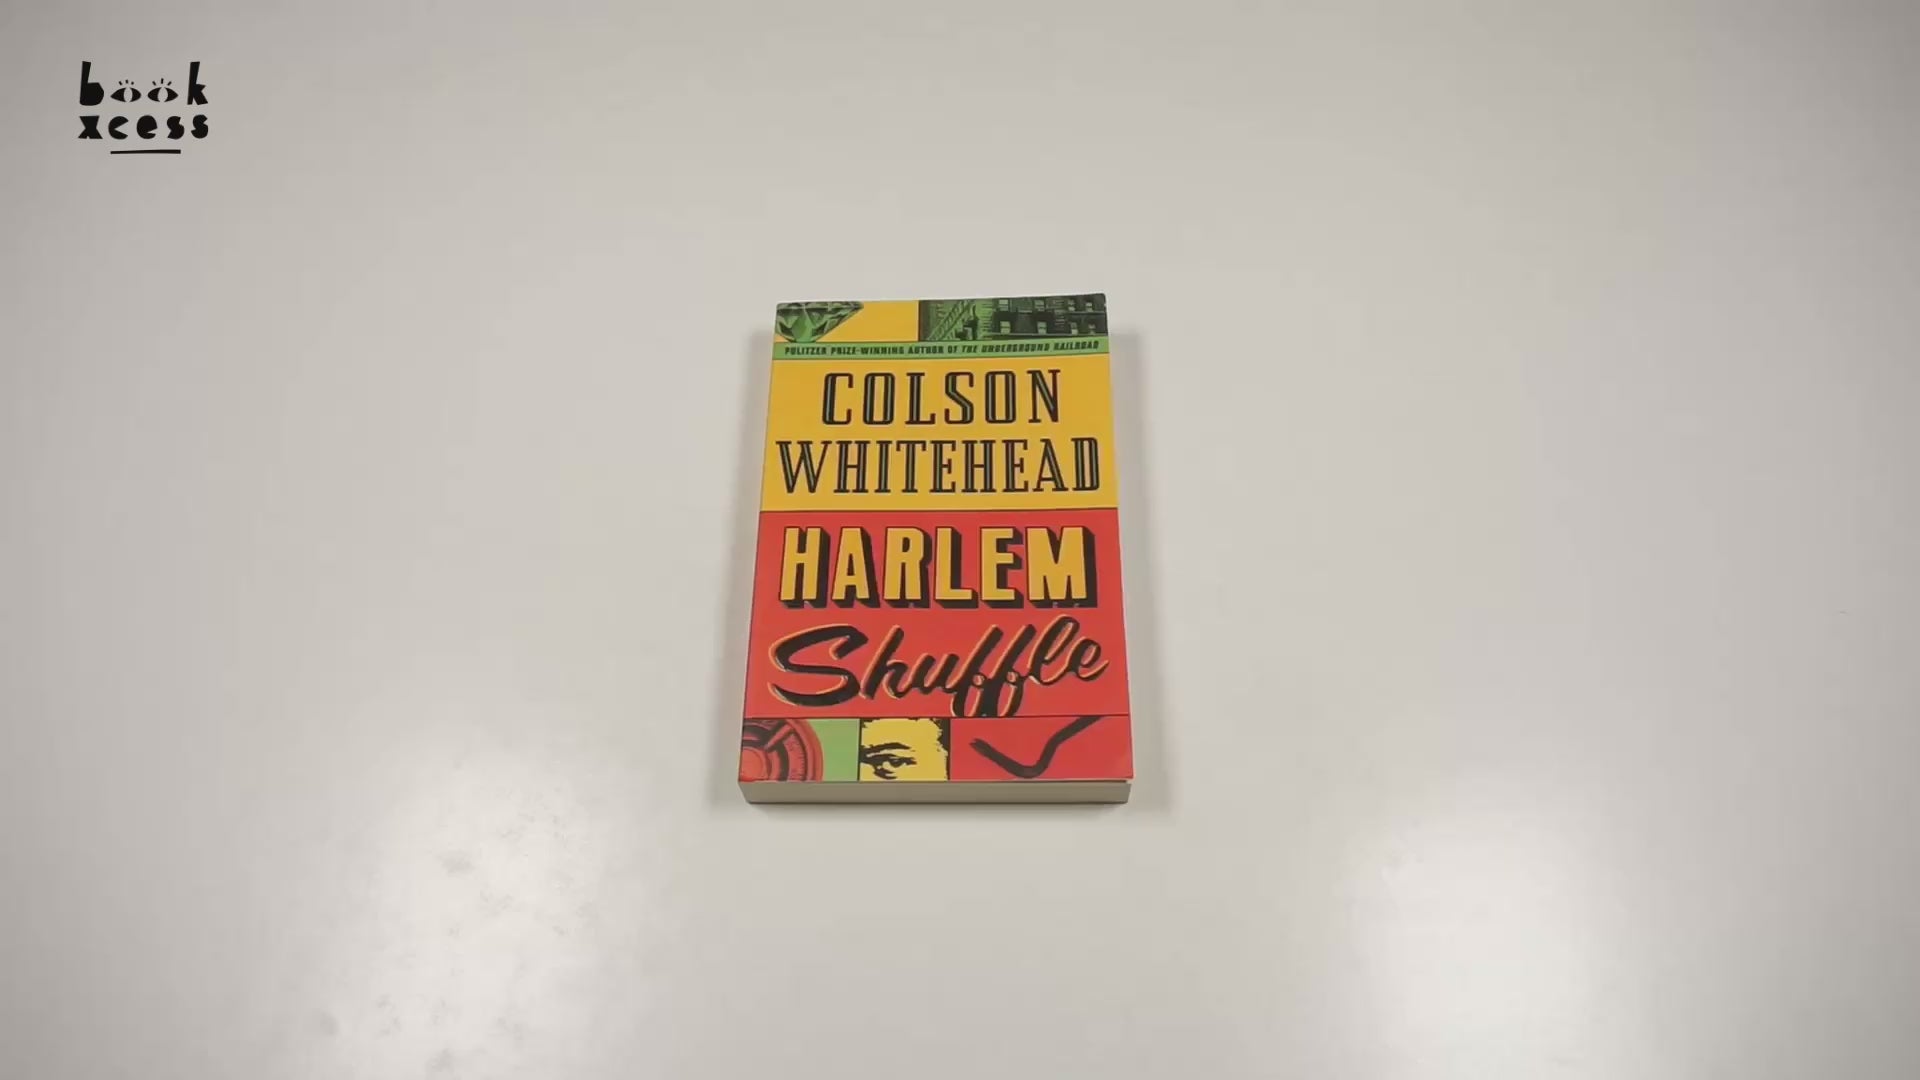 book
xcess
PULITZER PRIZE-WINNING AUTHOR OF THE UNDERGROUND RAILROAD
COLSON
WHITEHEAD
HARLEM
Shuffle